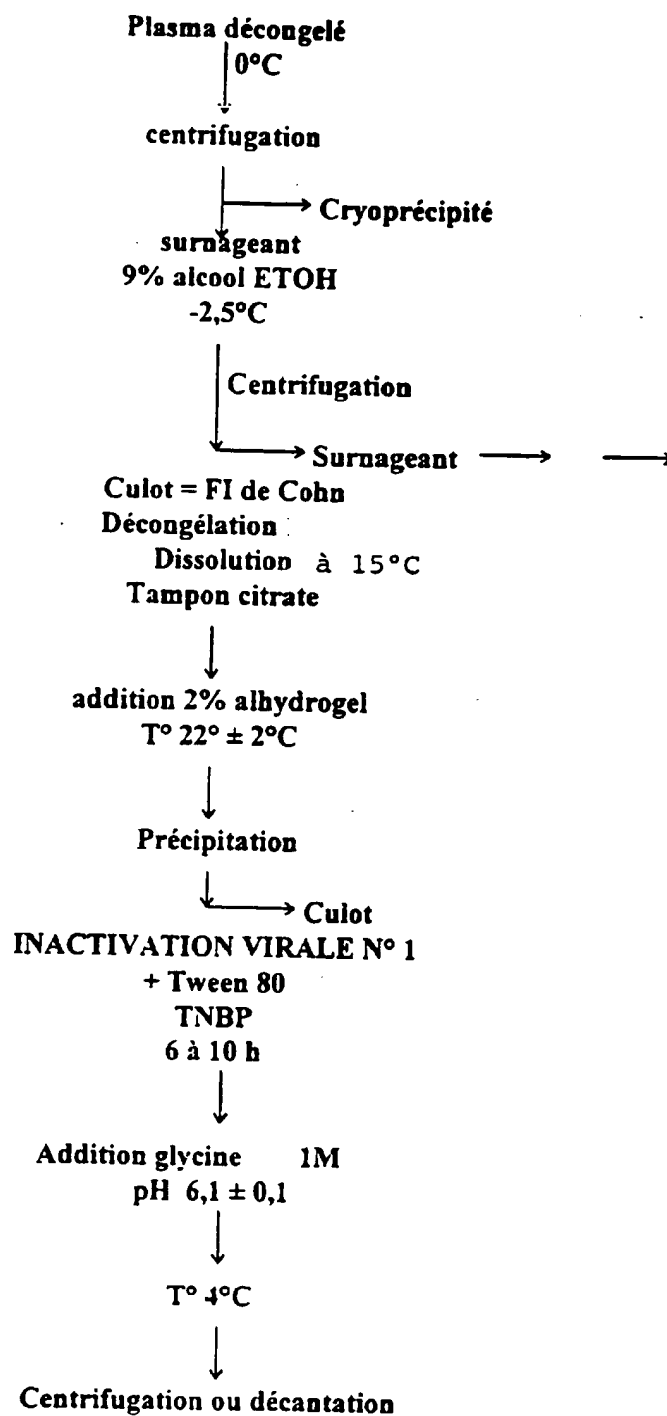 Plasma décongelé
0°C
centrifugation
Cryoprécipité
surnageant
9% alcool ETOH
-2,5°C
Centrifugation
Surnageant
Culot = FI de Cohn
Décongélation
Dissolution à 15°C
Tampon citrate
addition 2% alhydrogel
T° 22° ± 2°C
Précipitation
Culot
INACTIVATION VIRALE N° 1
+ Tween 80
TNBP
6 à 10 h
Addition glycine 1M
pH 6,1 ± 0,1
T° 4°C
Centrifugation ou décantation